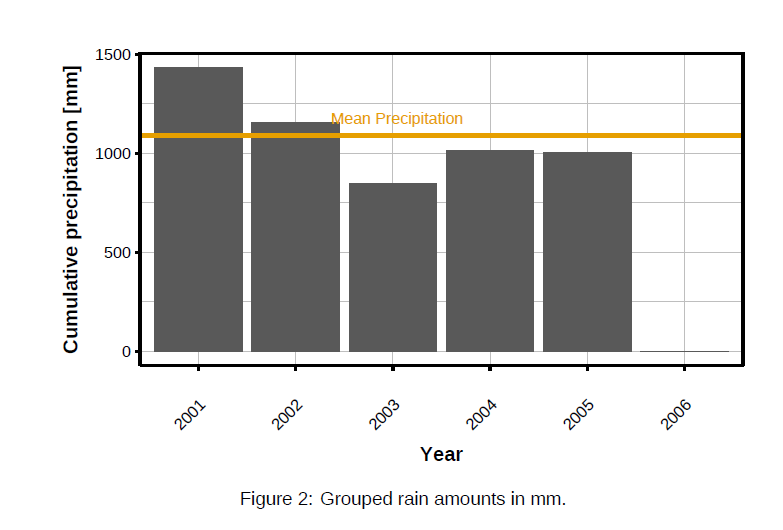 1500
Mean Precipitation
1000
500
0
Cumulative precipitation [mm]
2001 2002 2003 2004 2005 2006
Year
Figure 2: Grouped rain amounts in mm.